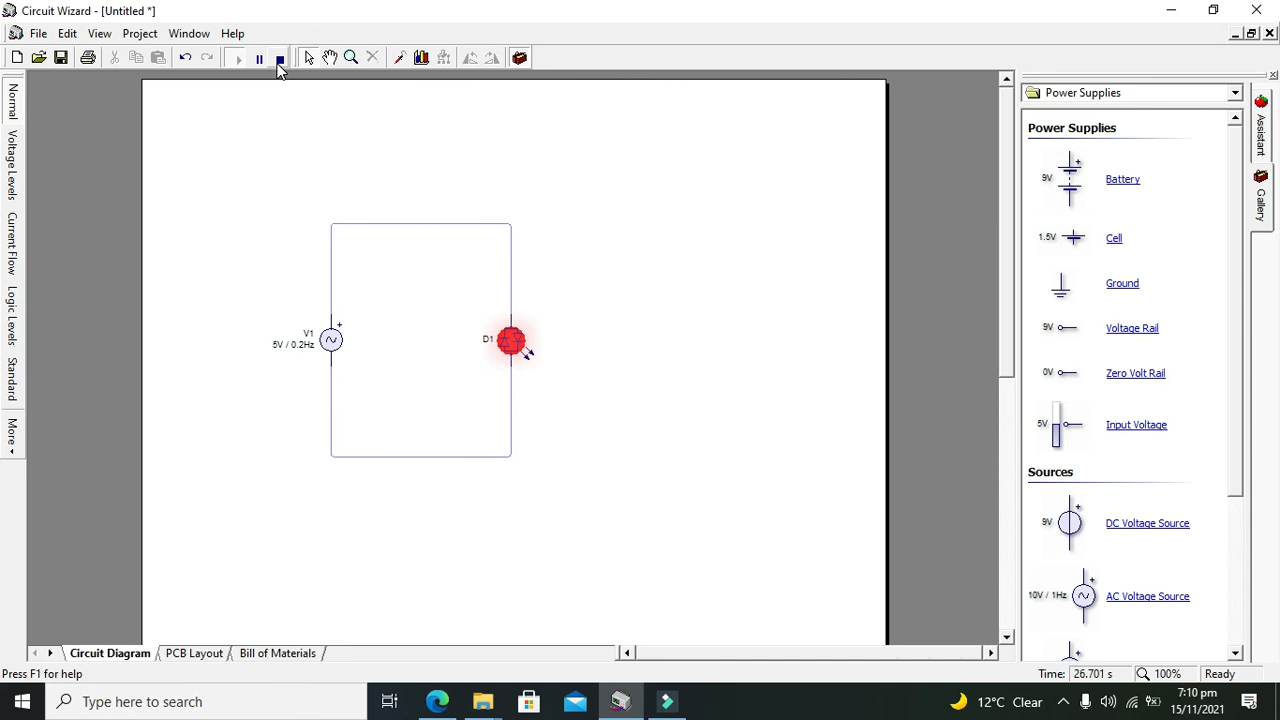 Circuit Wizard - [Untitled *]
File Edit View Project Window Help
Normal
Voltage Levels
Current Flow
Logic Levels
Standard
More
V1
5V / 0.2Hz
D1
Power Supplies
Power Supplies
9V Battery
1.5V Cell
Ground
9V Voltage Rail
0V Zero Volt Rail
5V Input Voltage
Sources
9V DC Voltage Source
10V / 1Hz AC Voltage Source
Assistant
Gallery
Circuit Diagram PCB Layout Bill of Materials
Press F1 for help
Time: 26.701 s 100% Ready
Type here to search
12°C Clear
7:10 pm
15/11/2021